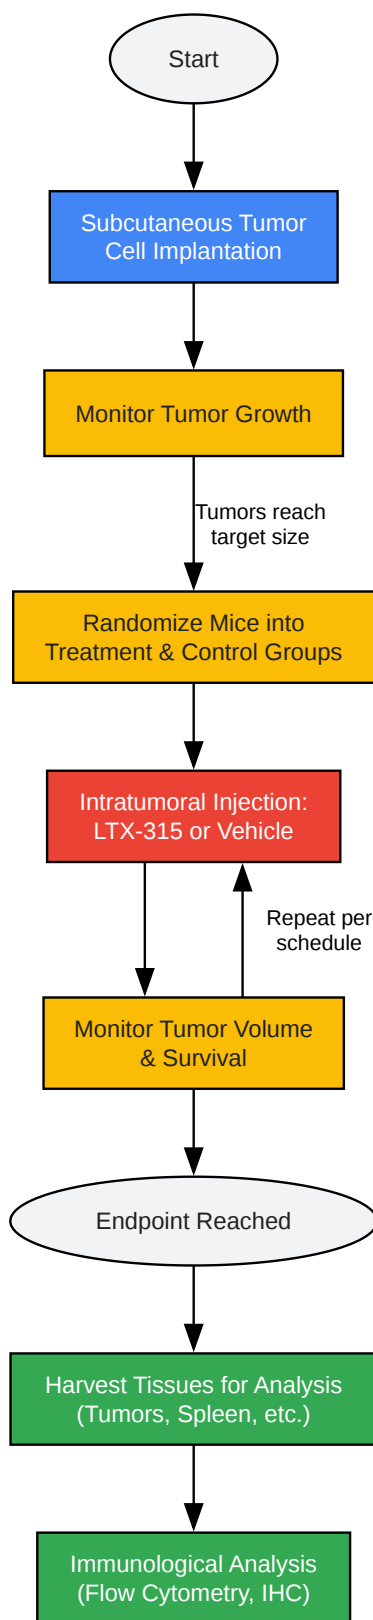 Start
Subcutaneous Tumor
Cell Implantation
Monitor Tumor Growth
Tumors reach
target size
Randomize Mice into
Treatment & Control Groups
Intratumoral Injection:
LTX-315 or Vehicle
Repeat per
schedule
Monitor Tumor Volume
& Survival
Endpoint Reached
Harvest Tissues for Analysis
(Tumors, Spleen, etc.)
Immunological Analysis
(Flow Cytometry, IHC)